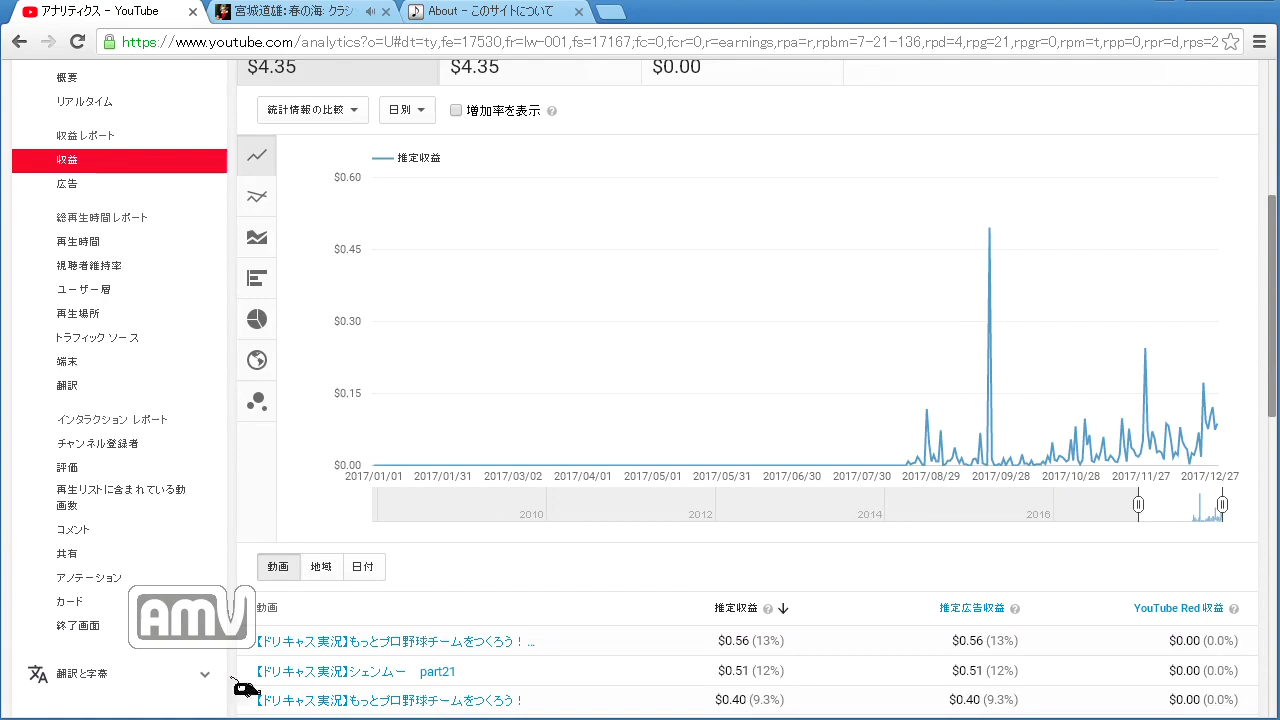 アナリティクス - YouTube
宮城道雄:春の海: クラシ
About - このサイトについて
https://www.youtube.com/analytics?o=U#dt=ty,fe=17530,fr=lw-001 fs=17167;fc=0,fcr=0,r=earnings,rpa=r,rpbm=7-21-136,rpd=4,rpg=21,rpgr=0,rpm=t,rpp=0,rpr=d,rps=2
概要
リアルタイム
収益レポート
収益
広告
総再生時間レポート
再生時間
視聴者維持率
ユーザー層
再生場所
トラフィック ソース
端末
翻訳
インタラクション レポート
チャンネル登録者
評価
再生リストに含まれている動
画数
コメント
共有
アノテーション
カード
終了画面
翻訳と字幕
AMV
$4.35
$4.35
$0.00
統計情報の比較
日別
増加率を表示
推定収益
$0.60
$0.45
$0.30
$0.15
$0.00
2017/01/01 2017/01/31 2017/03/02 2017/04/01 2017/05/01 2017/05/31 2017/06/30 2017/07/30 2017/08/29 2017/09/28 2017/10/28 2017/11/27 2017/12/27
2010 2012 2014 2016
動画 地域 日付
動画 推定収益 推定広告収益 YouTube Red 収益
【ドリキャス実況】もっとプロ野球チームをつくろう！ ... $0.56 (13%) $0.56 (13%) $0.00 (0.0%)
【ドリキャス実況】シェンムー part21 $0.51 (12%) $0.51 (12%) $0.00 (0.0%)
【ドリキャス実況】もっとプロ野球チームをつくろう！ $0.40 (9.3%) $0.40 (9.3%) $0.00 (0.0%)